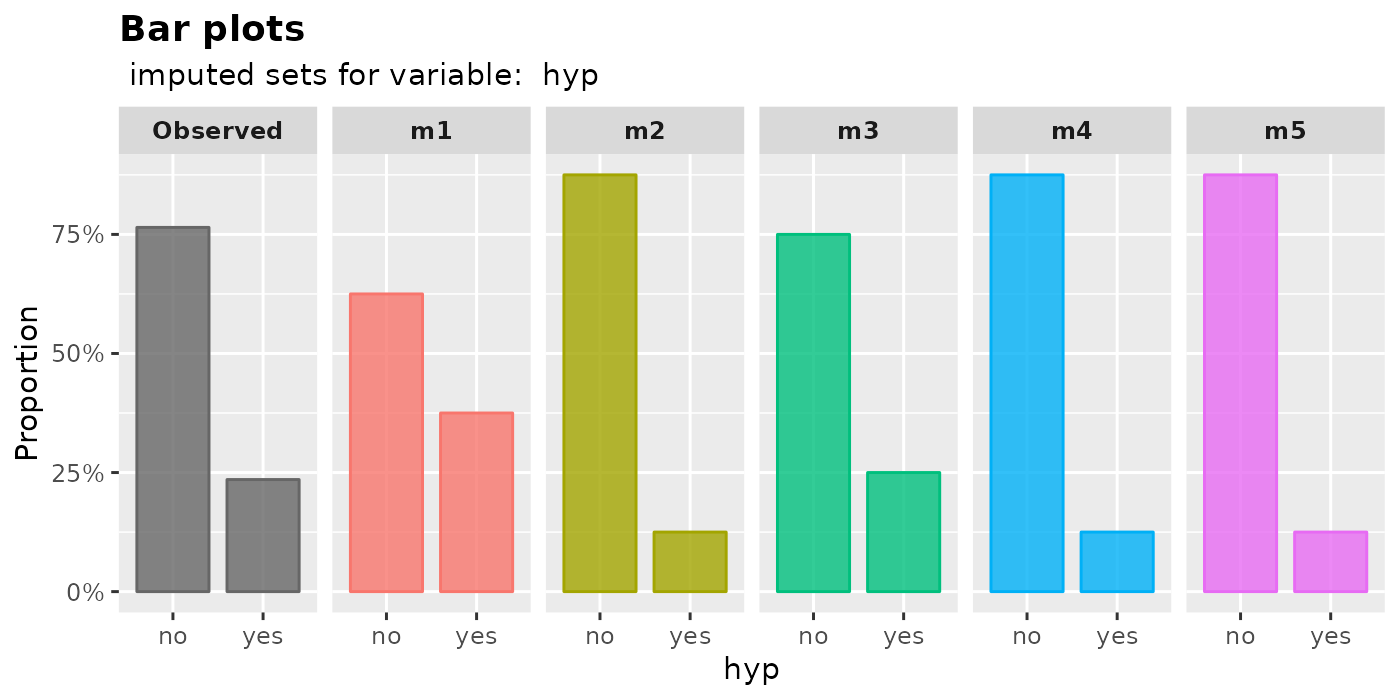 Bar plots
imputed sets for variable:  hyp
Observed m1 m2 m3 m4 m5
75%
50%
25%
0%
Proportion
no yes no yes no yes no yes no yes no yes
hyp